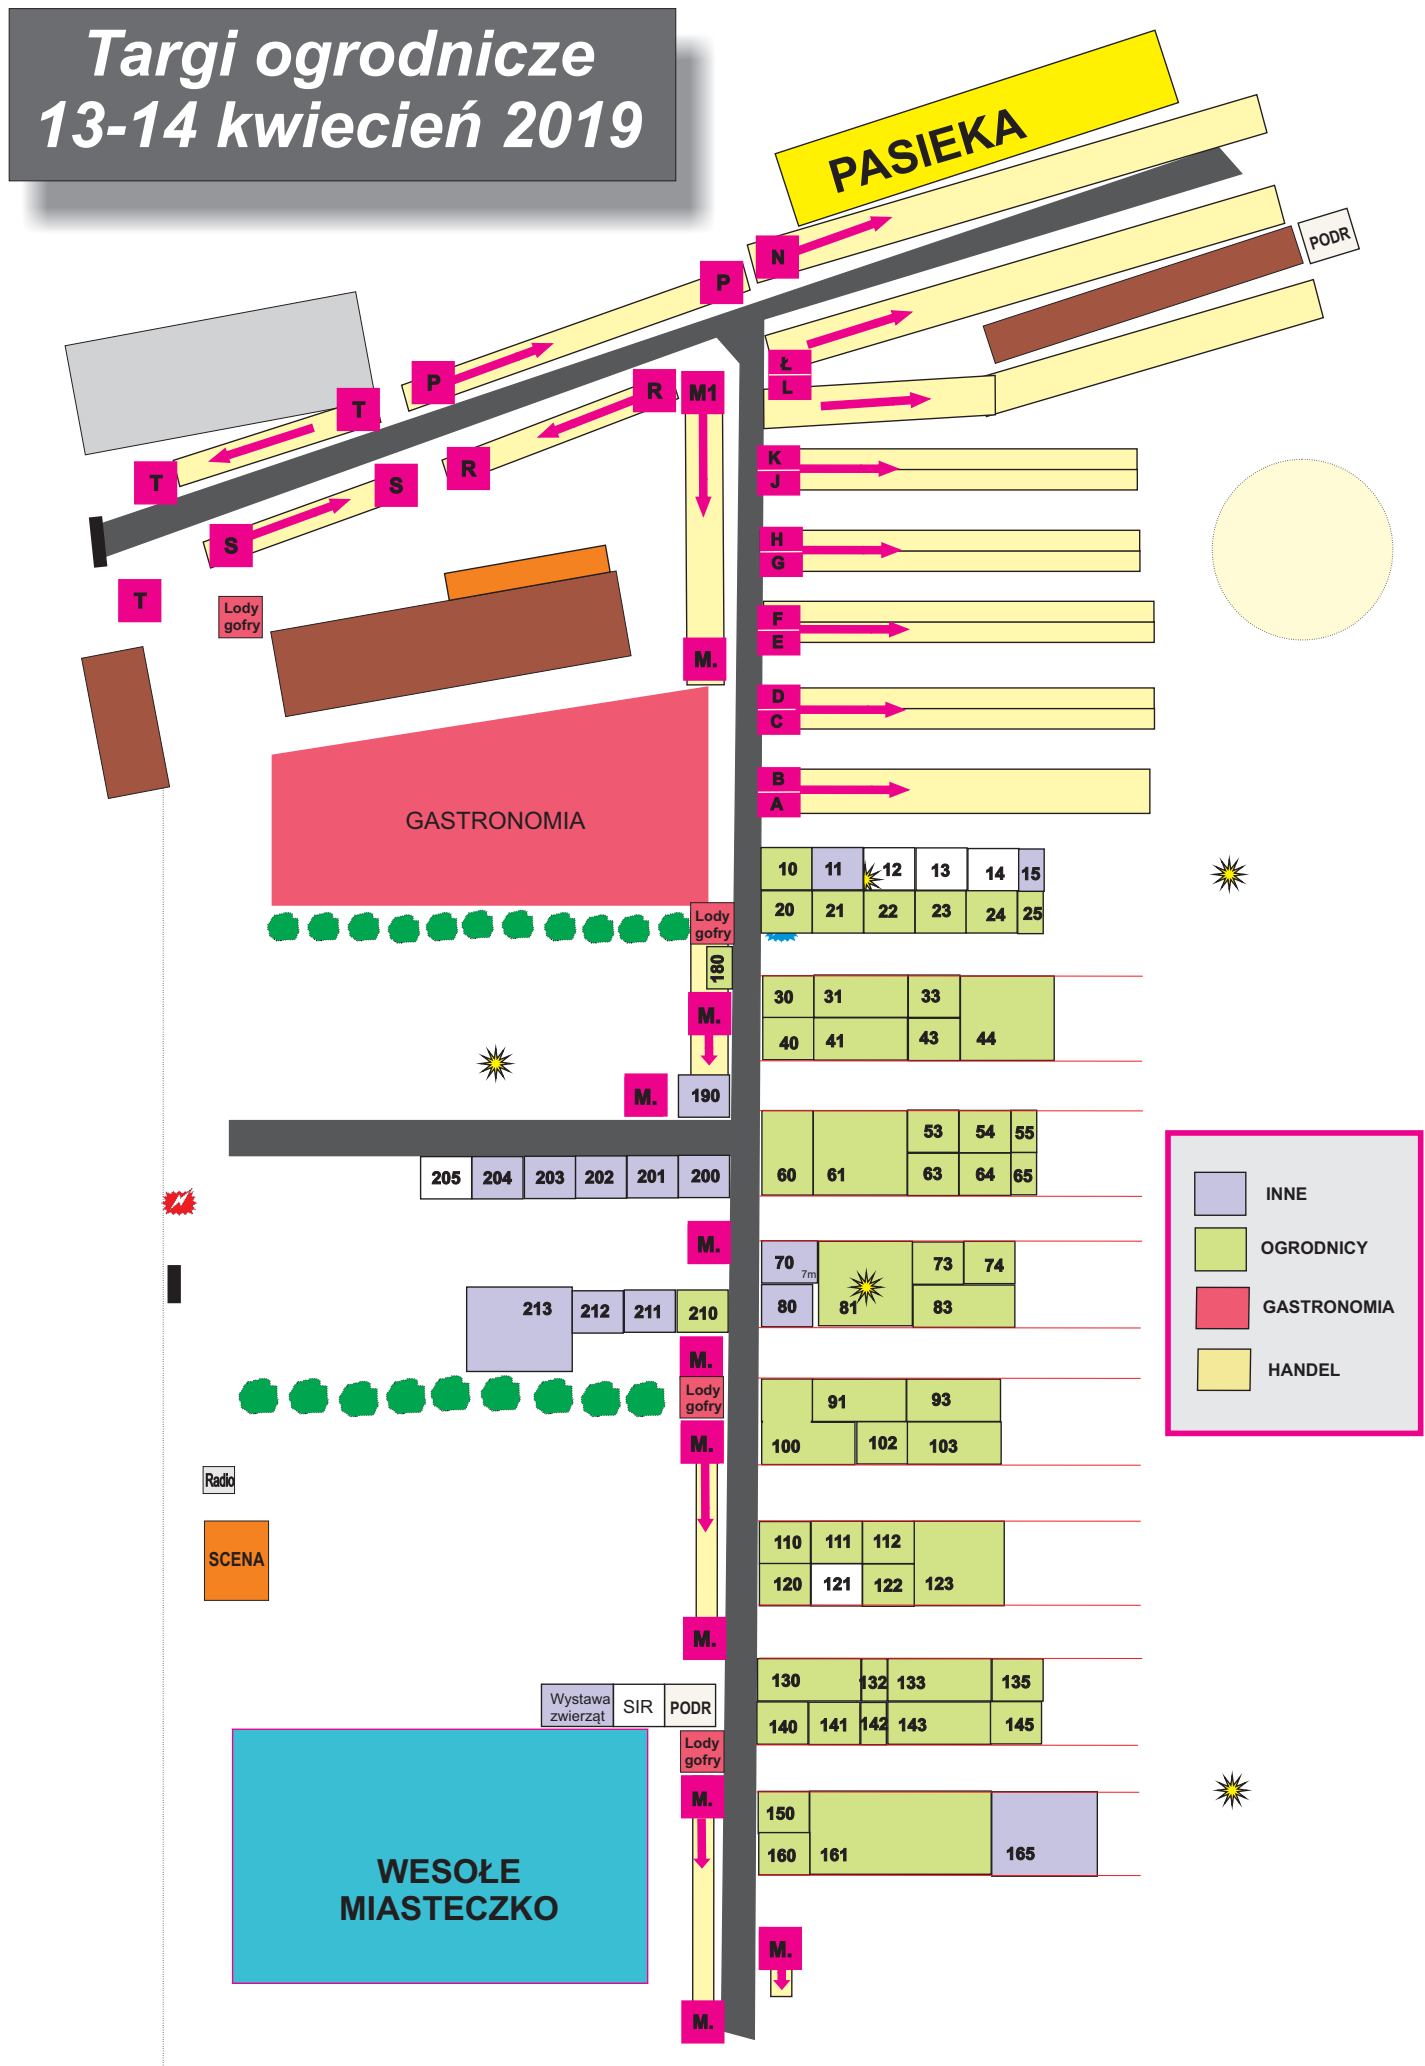 Targi ogrodnicze
13-14 kwiecień 2019
PASIEKA
N
PODR
P
Ł
L
P
R
M1
T
R
T
S
S
K
J
H
G
T
Lody
gofry
F
E
M.
D
C
B
A
GASTRONOMIA
10 11 12 13 14 15
20 21 22 23 24 25
Lody
gofry
180
30 31 33
M.
40 41 43 44
M.
190
53 54 55
60 61 63 64 65
205 204 203 202 201 200
M.
70 7m 73 74
80 81 83
213 212 211 210
M.
Lody
gofry
91 93
M.
100 102 103
Radio
SCENA
110 111 112
120 121 122 123
M.
130 132 133 135
140 141 142 143 145
Wystawa
zwierząt
SIR
PODR
Lody
gofry
M.
150
160 161 165
WESOŁE
MIASTECZKO
M.
M.
INNE
OGRODNICY
GASTRONOMIA
HANDEL